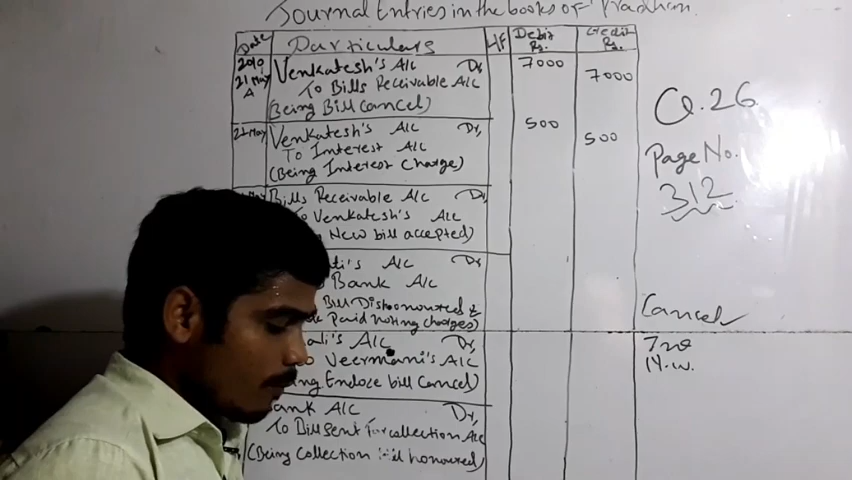 Journal Entries in the books of Pradhan.
Date Particulars L/F Debit Rs. Credit Rs.
2010
21 May Venkatesh's A/c Dr, 7000
A To Bills Receivable A/c 7000
(Being Bill Cancel)
21 May Venkatesh's A/c Dr, 500
To Interest A/c 500
(Being Interest Charge)
Bills Receivable A/c Dr,
To Venkatesh's A/c
New bill accepted)
A/c Dr,
Bank A/c
Bill Dishonoured &
Paid Noting charges)
A/c Dr,
To Veermani's A/c
Endoce bill Cancel)
Bank A/c Dr,
To Bill Sent For Collection A/c
(Being Collection bill honoured)
Q.26
Page No.
312
Cancel
N.w.